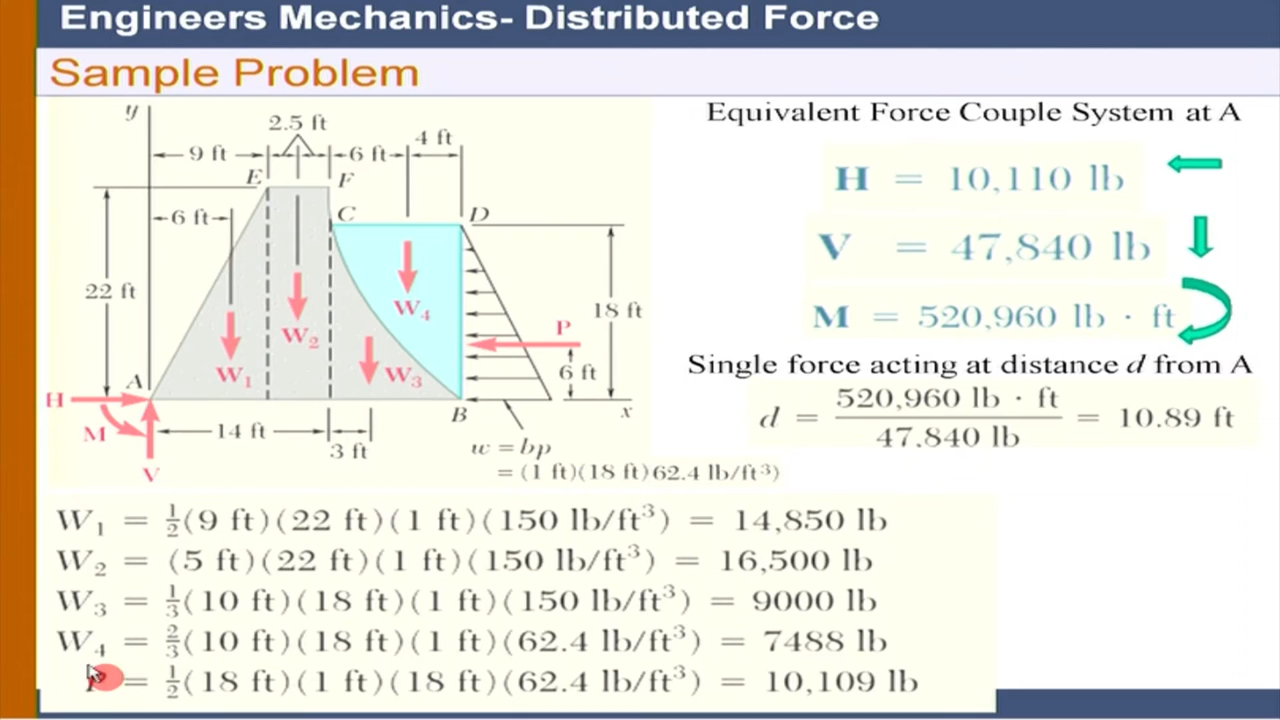 Engineers Mechanics- Distributed Force
Sample Problem
y
2.5 ft
9 ft
6 ft
4 ft
E
F
6 ft
C
D
22 ft
W₁
W₂
W₃
W₄
P
18 ft
6 ft
A
H
M
V
14 ft
3 ft
B
x
w = bp
= (1 ft)(18 ft)62.4 lb/ft³)
Equivalent Force Couple System at A
H = 10,110 lb
V = 47,840 lb
M = 520,960 lb · ft
Single force acting at distance d from A
d = 520,960 lb · ft / 47.840 lb = 10.89 ft
W₁ = ½(9 ft)(22 ft)(1 ft)(150 lb/ft³) = 14,850 lb
W₂ = (5 ft)(22 ft)(1 ft)(150 lb/ft³) = 16,500 lb
W₃ = ⅓(10 ft)(18 ft)(1 ft)(150 lb/ft³) = 9000 lb
W₄ = ⅔(10 ft)(18 ft)(1 ft)(62.4 lb/ft³) = 7488 lb
P = ½(18 ft)(1 ft)(18 ft)(62.4 lb/ft³) = 10,109 lb